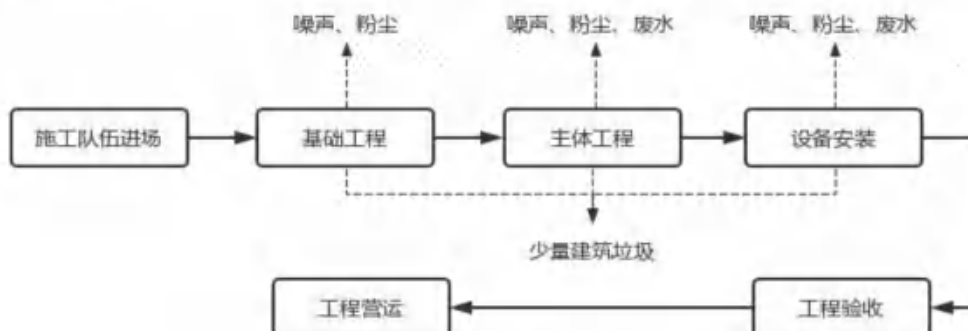 噪声、粉尘
噪声、粉尘、废水
噪声、粉尘、废水
施工队伍进场
基础工程
主体工程
设备安装
少量建筑垃圾
工程营运
工程验收